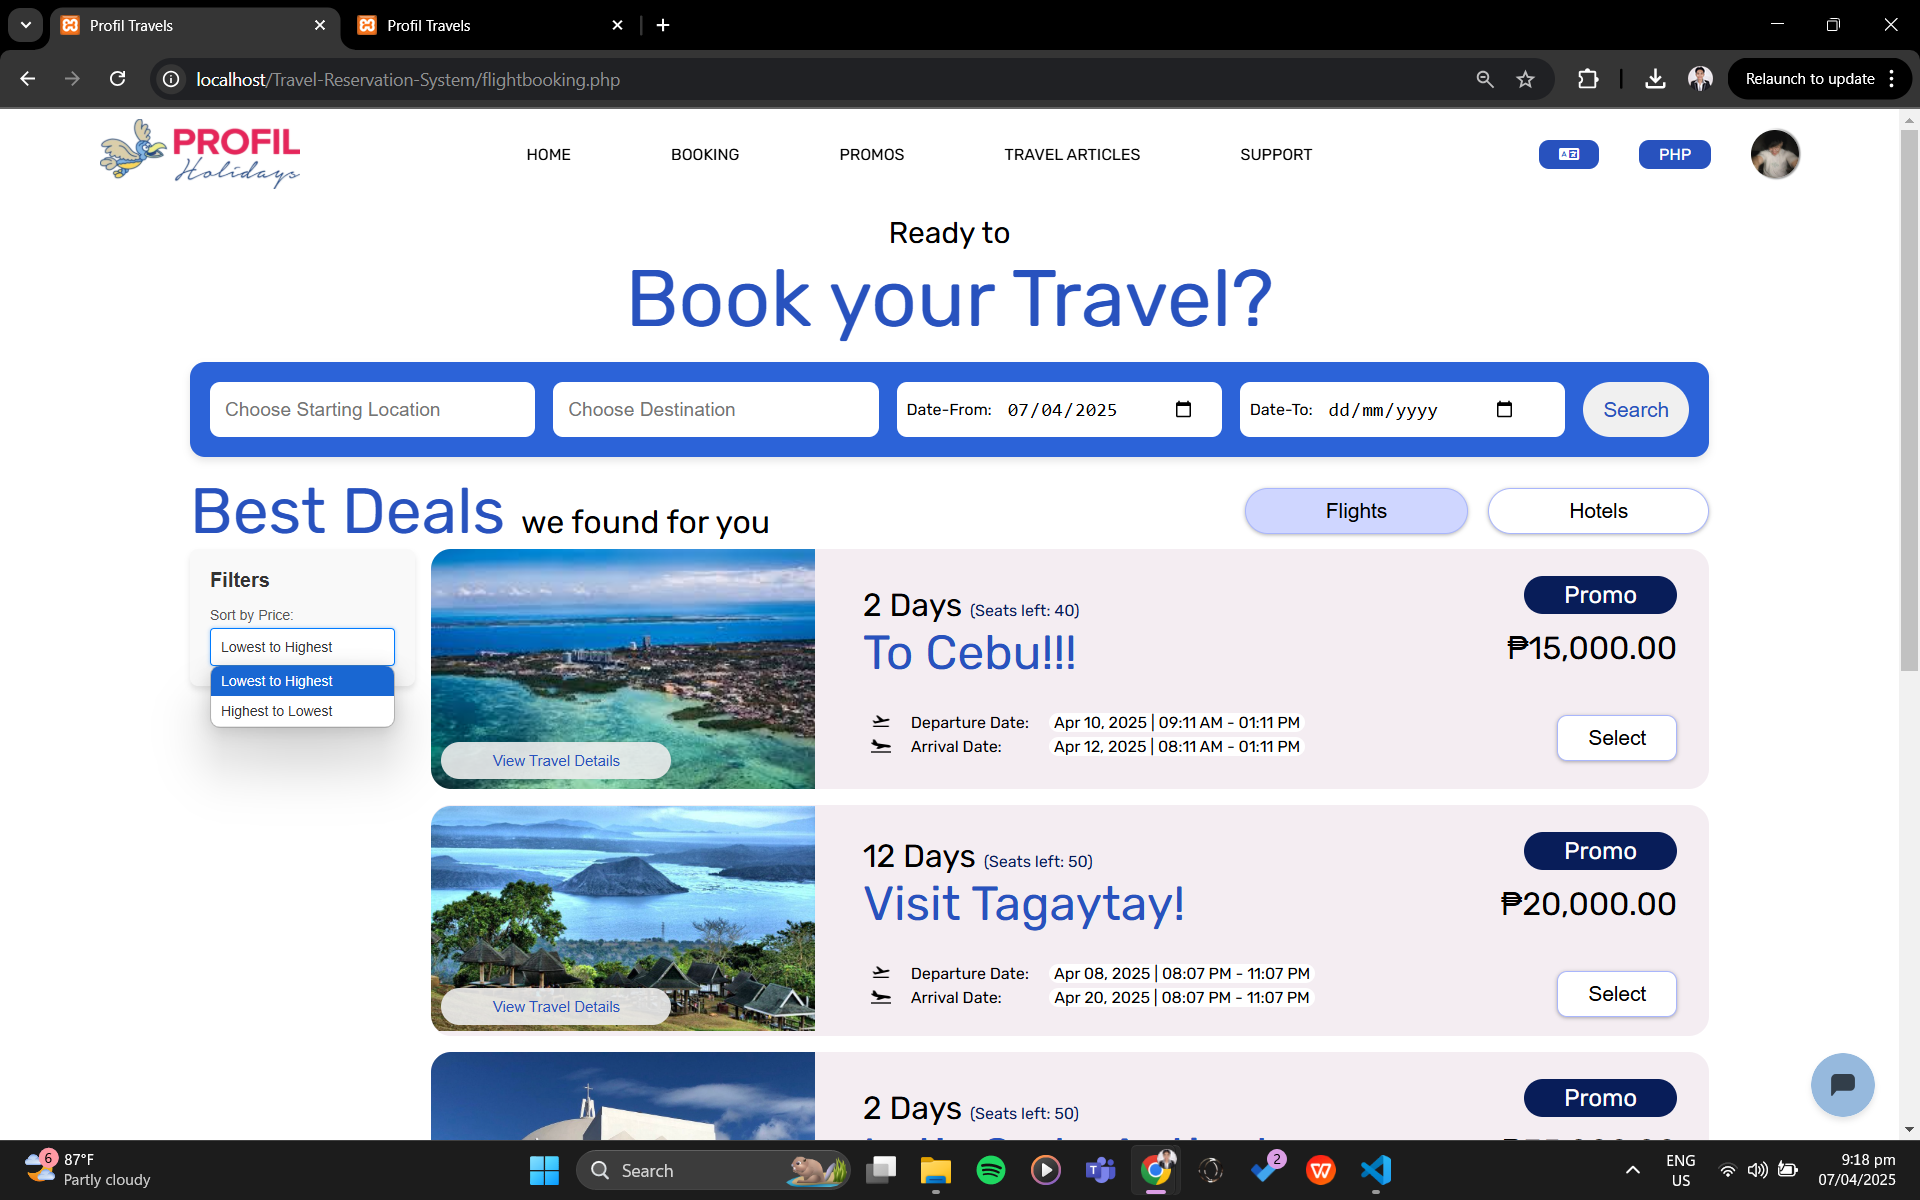 Profil Travels
Profil Travels
localhost/Travel-Reservation-System/flightbooking.php
Relaunch to update
PROFIL
Holidays
HOME
BOOKING
PROMOS
TRAVEL ARTICLES
SUPPORT
PHP
Ready to
Book your Travel?
Choose Starting Location
Choose Destination
Date-From: 07/04/2025
Date-To: dd/mm/yyyy
Search
Best Deals we found for you
Flights
Hotels
Filters
Sort by Price:
Lowest to Highest
Lowest to Highest
Highest to Lowest
View Travel Details
2 Days (Seats left: 40)
To Cebu!!!
Promo
₱15,000.00
Departure Date: Apr 10, 2025 | 09:11 AM - 01:11 PM
Arrival Date: Apr 12, 2025 | 08:11 AM - 01:11 PM
Select
View Travel Details
12 Days (Seats left: 50)
Visit Tagaytay!
Promo
₱20,000.00
Departure Date: Apr 08, 2025 | 08:07 PM - 11:07 PM
Arrival Date: Apr 20, 2025 | 08:07 PM - 11:07 PM
Select
2 Days (Seats left: 50)
Promo
6
87°F
Partly cloudy
Search
2
ENG
US
9:18 pm
07/04/2025